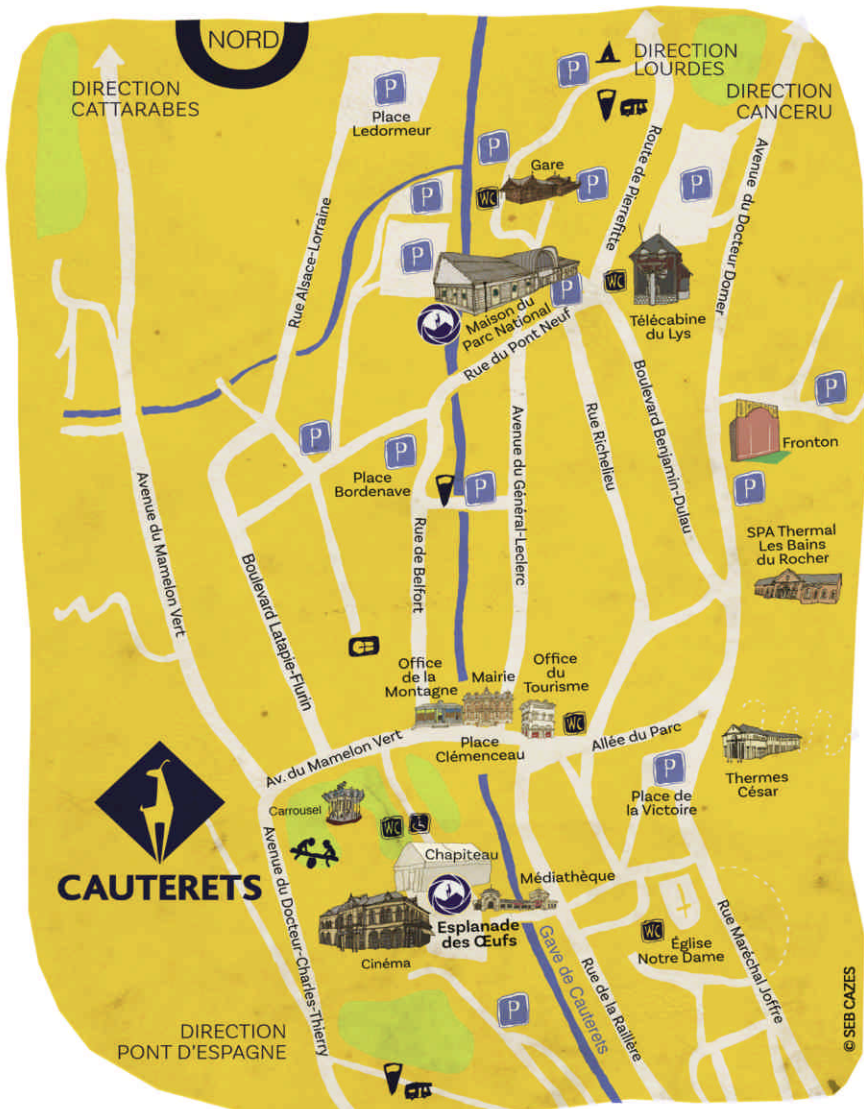 NORD
DIRECTION
CATTARABES
DIRECTION
LOURDES
DIRECTION
CANCERU
P
Place
Ledormeur
P
P
Gare
WC
P
P
P
P
Rue Alsace-Lorraine
Route de Pierrefitte
Avenue du Docteur Domer
P
Maison du
Parc National
P
WC
Télécabine
du Lys
Rue du Pont Neuf
P
Fronton
P
Place
Bordenave
P
P
P
Avenue du Mamelon Vert
Boulevard Latapie-Flurin
Rue de Belfort
Avenue du Général-Leclerc
Rue Richelieu
Boulevard Benjamin-Dulau
SPA Thermal
Les Bains
du Rocher
Office
de la
Montagne
Mairie
Office
du
Tourisme
WC
Av. du Mamelon Vert
Place
Clémenceau
Allée du Parc
Thermes
César
P
Place de
la Victoire
Carrousel
WC
Chapiteau
CAUTERETS
Médiathèque
Esplanade
des Œufs
Cinéma
WC
Église
Notre Dame
Avenue du Docteur-Charles-Thierry
Gave de Cauterets
Rue de la Raillère
Rue Maréchal Joffre
P
DIRECTION
PONT D'ESPAGNE
© SEB CAZES